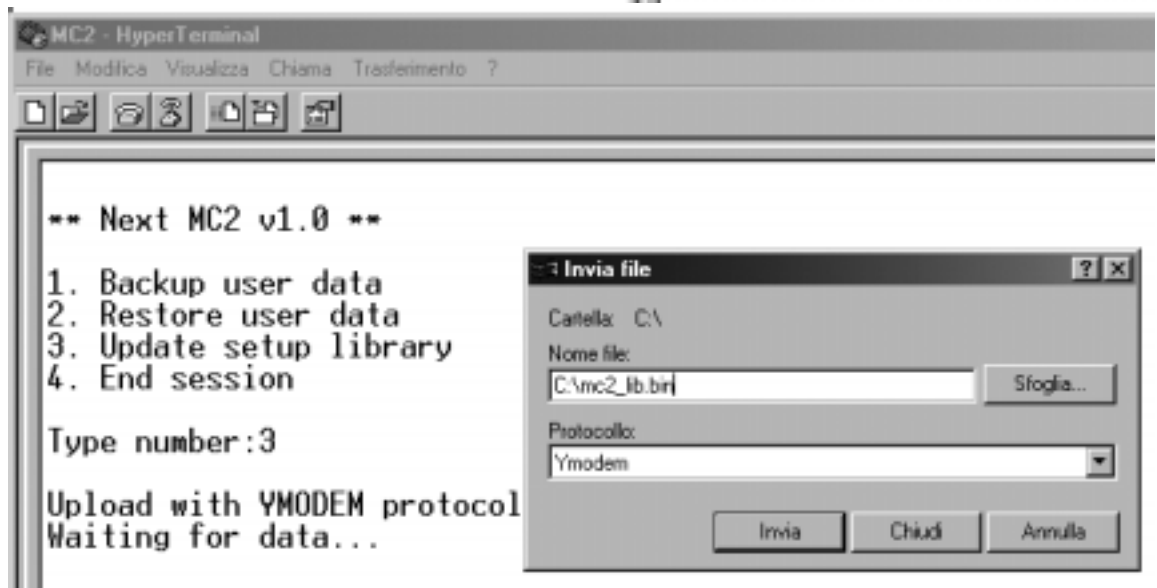 MC2 - HyperTerminal
File Modifica Visualizza Chiama Trasferimento ?
** Next MC2 v1.0 **
1. Backup user data
2. Restore user data
3. Update setup library
4. End session
Type number:3
Upload with YMODEM protocol
Waiting for data...
Invia file
Cartella: C:\
Nome file:
C:\mc2_lib.bin
Sfoglia...
Protocollo:
Ymodem
Invia Chiudi Annulla